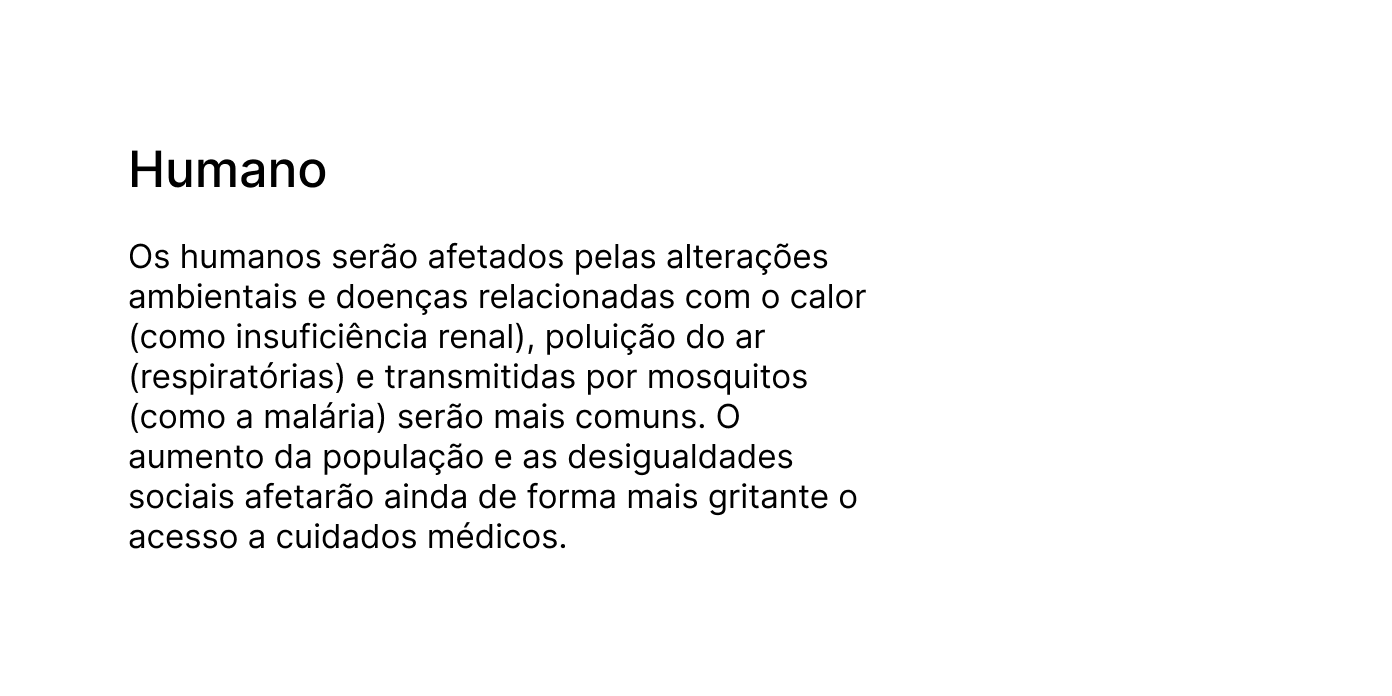 Humano
Os humanos serão afetados pelas alterações
ambientais e doenças relacionadas com o calor
(como insuficiência renal), poluição do ar
(respiratórias) e transmitidas por mosquitos
(como a malária) serão mais comuns. O
aumento da população e as desigualdades
sociais afetarão ainda de forma mais gritante o
acesso a cuidados médicos.